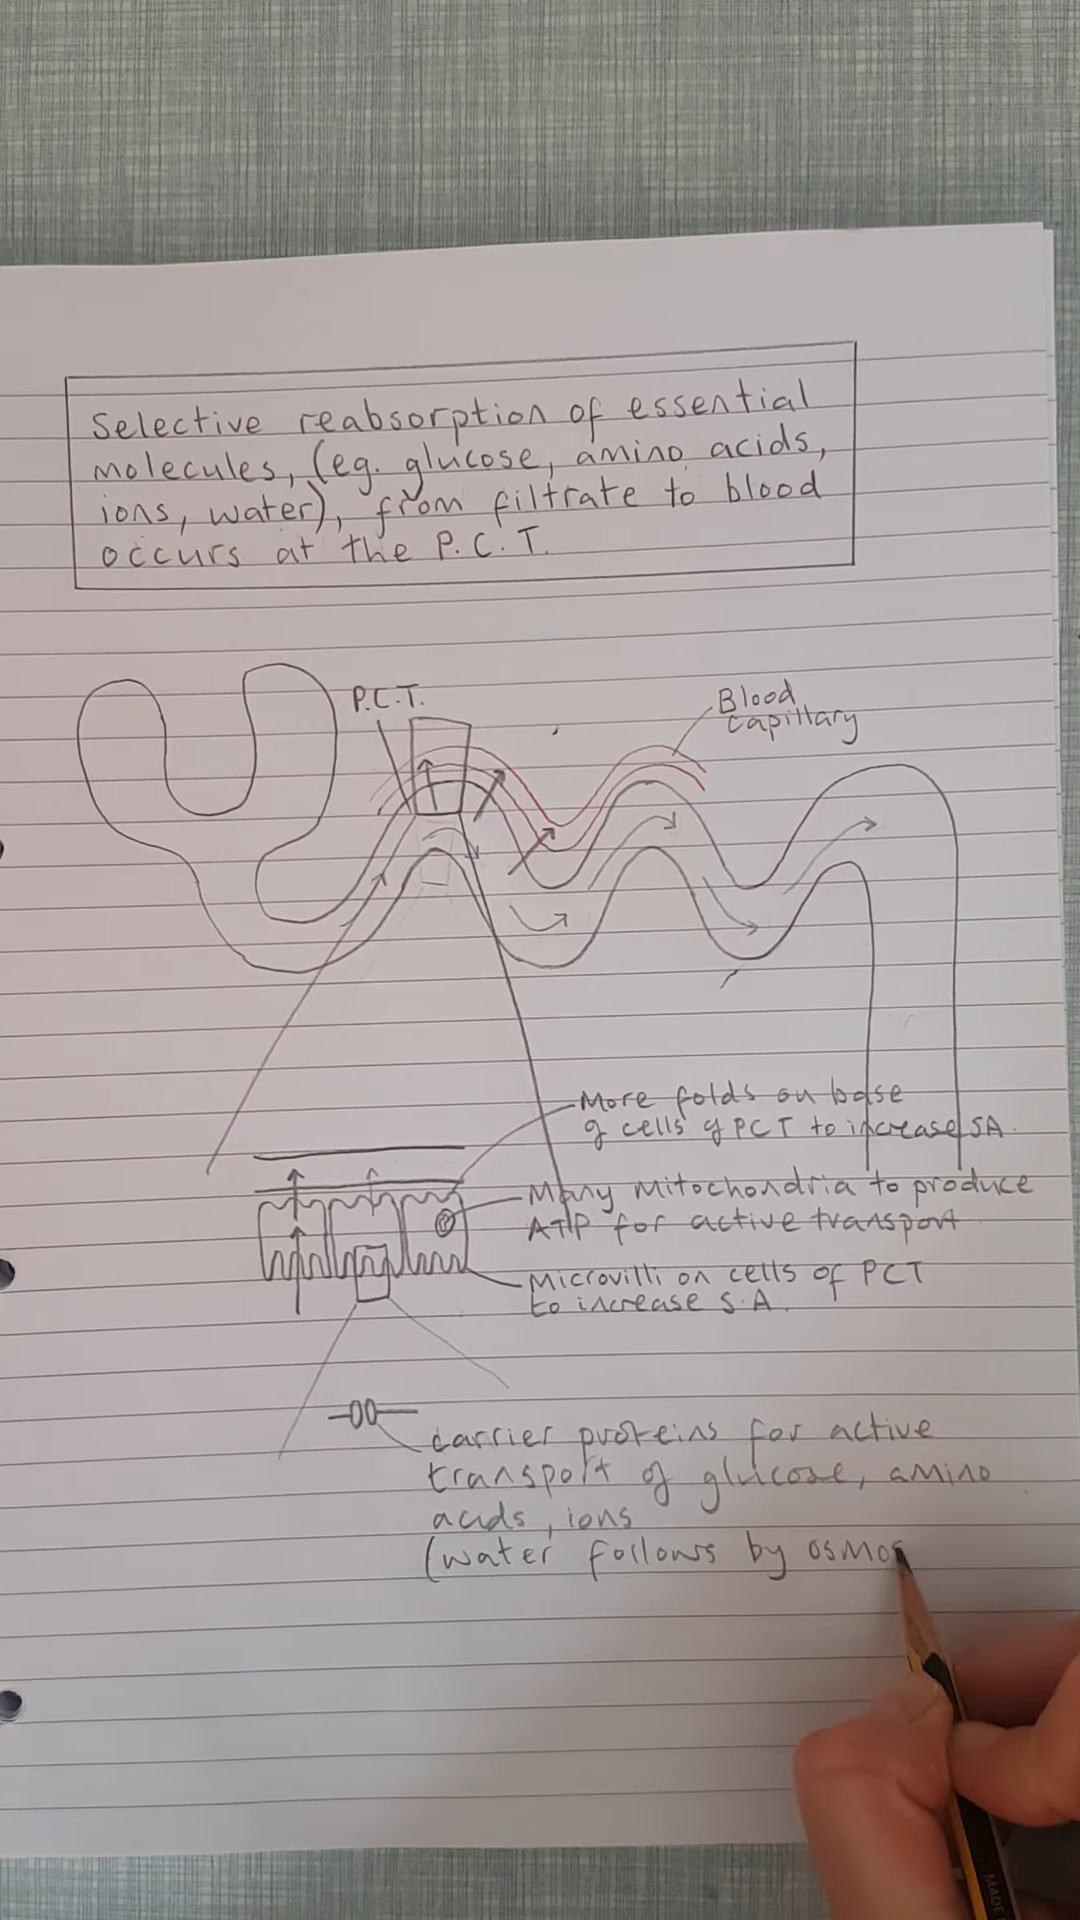 Selective reabsorption of essential
molecules, (eg. glucose, amino acids,
ions, water), from filtrate to blood
occurs at the P.C.T.
P.C.T.
Blood
capillary
More folds on base
of cells of PCT to increase SA.
Many mitochondria to produce
ATP for active transport
Microvilli on cells of PCT
to increase S.A.
carrier proteins for active
transport of glucose, amino
acids, ions
(water follows by osmos
MADE